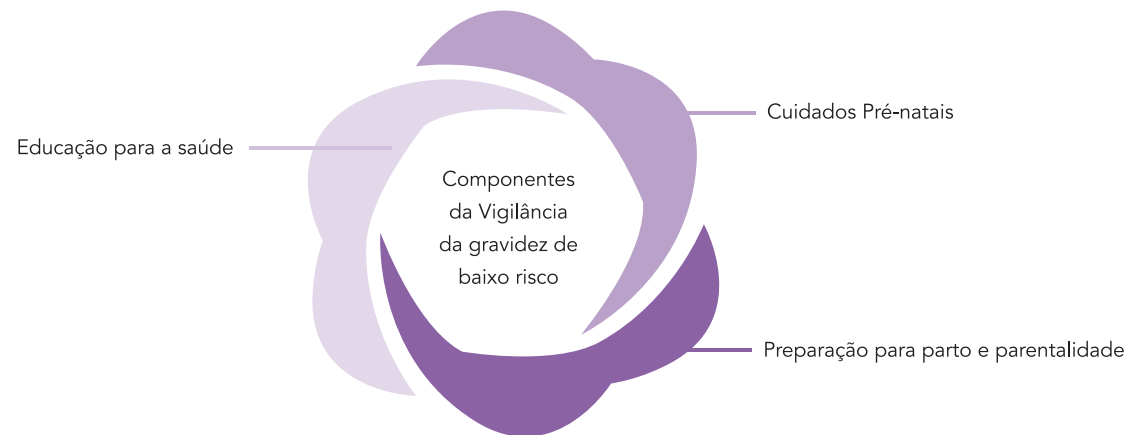 Cuidados Pré-natais
Educação para a saúde
Componentes
da Vigilância
da gravidez de
baixo risco
Preparação para parto e parentalidade